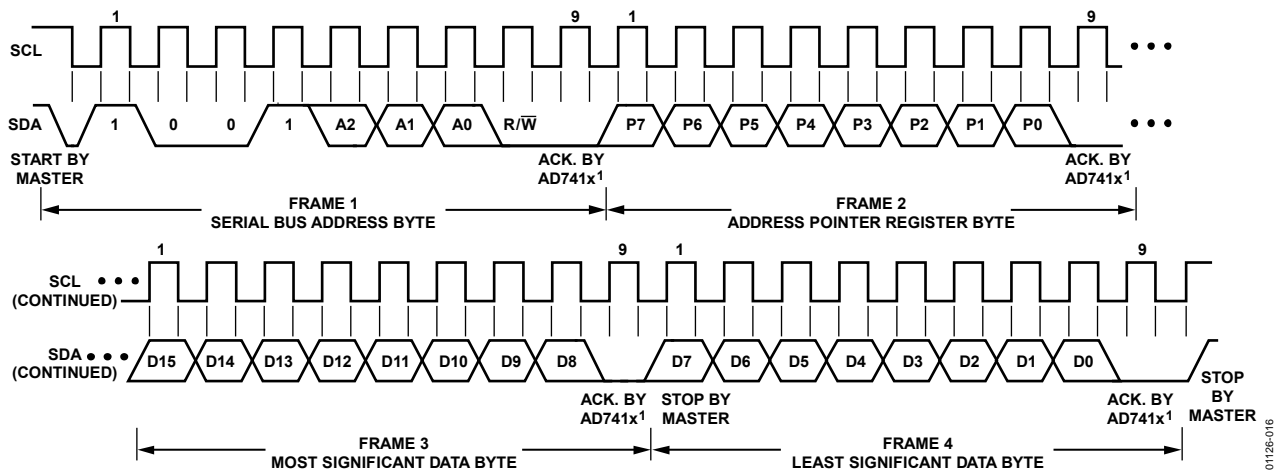 1 9 1 9
SCL
SDA 1 0 0 1 A2 A1 A0 R/W̅ P7 P6 P5 P4 P3 P2 P1 P0
START BY MASTER
ACK. BY AD741x1
ACK. BY AD741x1
FRAME 1
SERIAL BUS ADDRESS BYTE
FRAME 2
ADDRESS POINTER REGISTER BYTE
1 9 1 9
SCL
(CONTINUED)
SDA
(CONTINUED)
D15 D14 D13 D12 D11 D10 D9 D8 D7 D6 D5 D4 D3 D2 D1 D0
ACK. BY
AD741x1
STOP BY
MASTER
ACK. BY
AD741x1
STOP
BY
MASTER
FRAME 3
MOST SIGNIFICANT DATA BYTE
FRAME 4
LEAST SIGNIFICANT DATA BYTE
01126-016